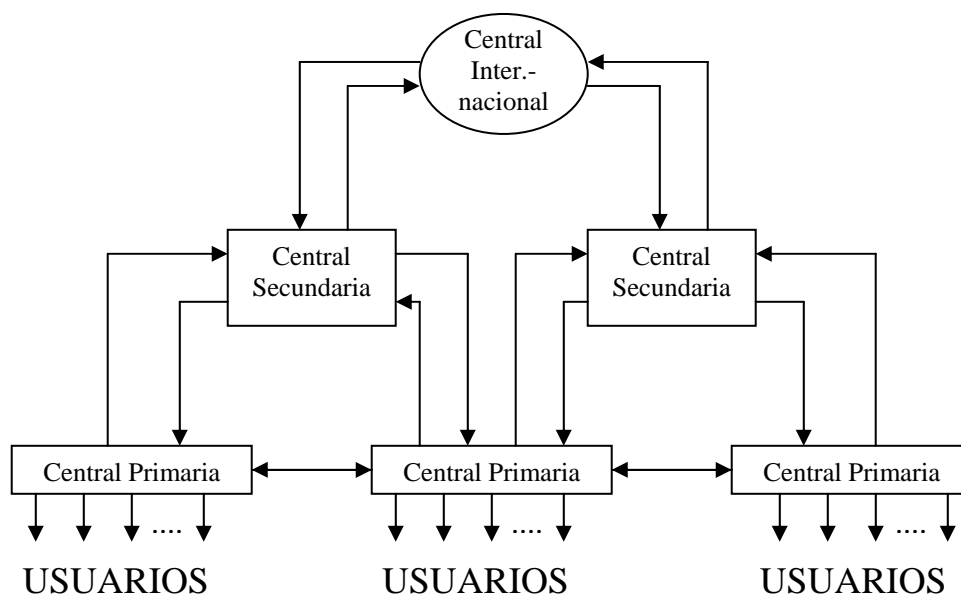 Central
Inter.-
nacional
Central
Secundaria
Central
Secundaria
Central Primaria
Central Primaria
Central Primaria
....
....
....
USUARIOS
USUARIOS
USUARIOS